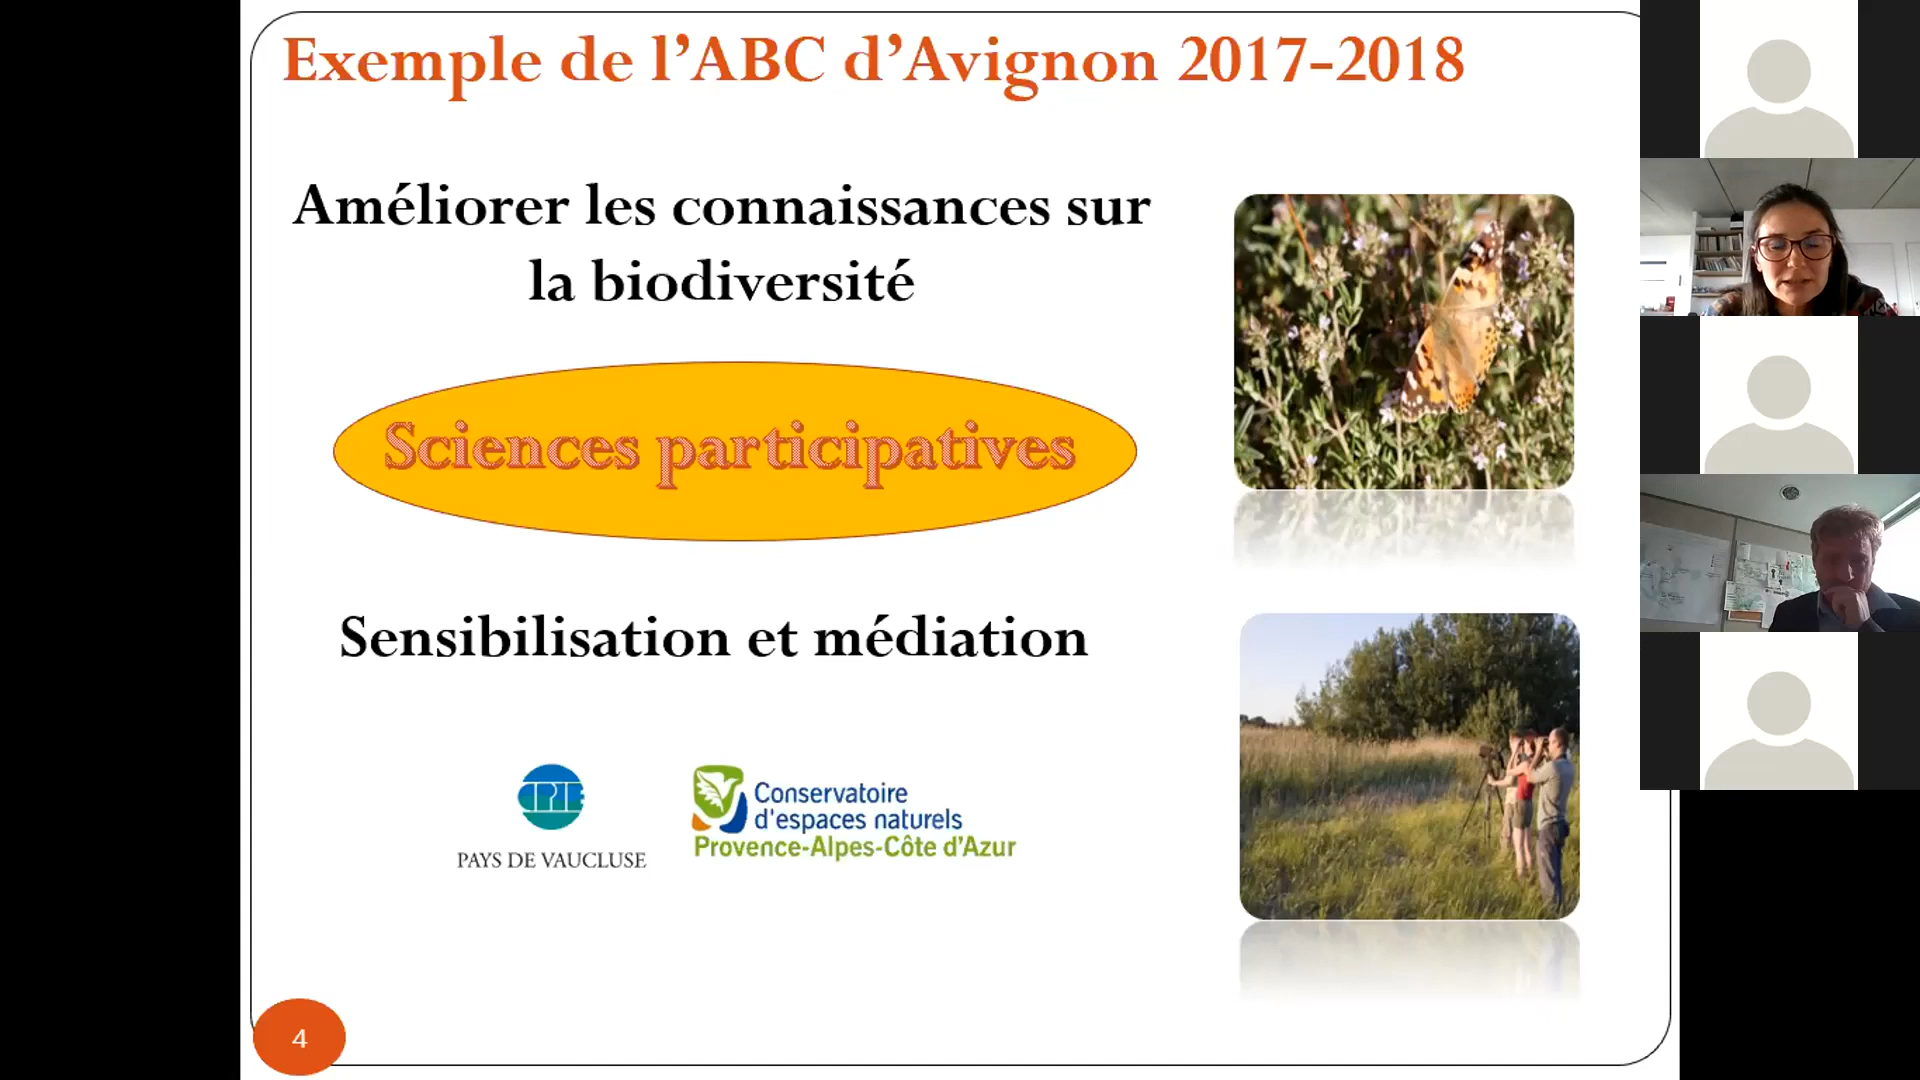 Exemple de l’ABC d’Avignon 2017-2018
Améliorer les connaissances sur
la biodiversité
Sciences participatives
Sensibilisation et médiation
CPIE
PAYS DE VAUCLUSE
Conservatoire
d'espaces naturels
Provence-Alpes-Côte d'Azur
4